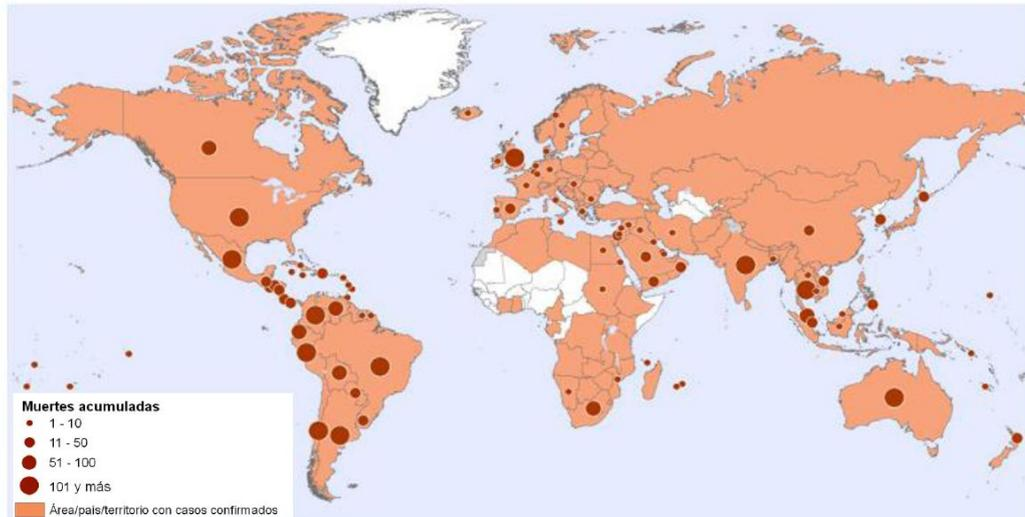 Muertes acumuladas
1 - 10
11 - 50
51 - 100
101 y más
Área/país/territorio con casos confirmados